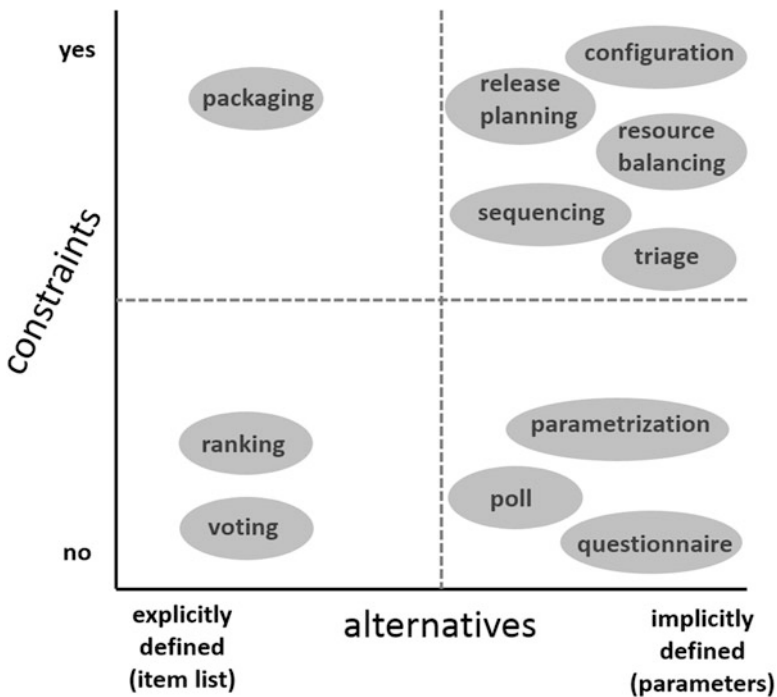 yes
configuration
packaging
release
planning
resource
balancing
sequencing
triage
constraints
parametrization
ranking
poll
voting
questionnaire
no
explicitly
defined
(item list)
alternatives
implicitly
defined
(parameters)